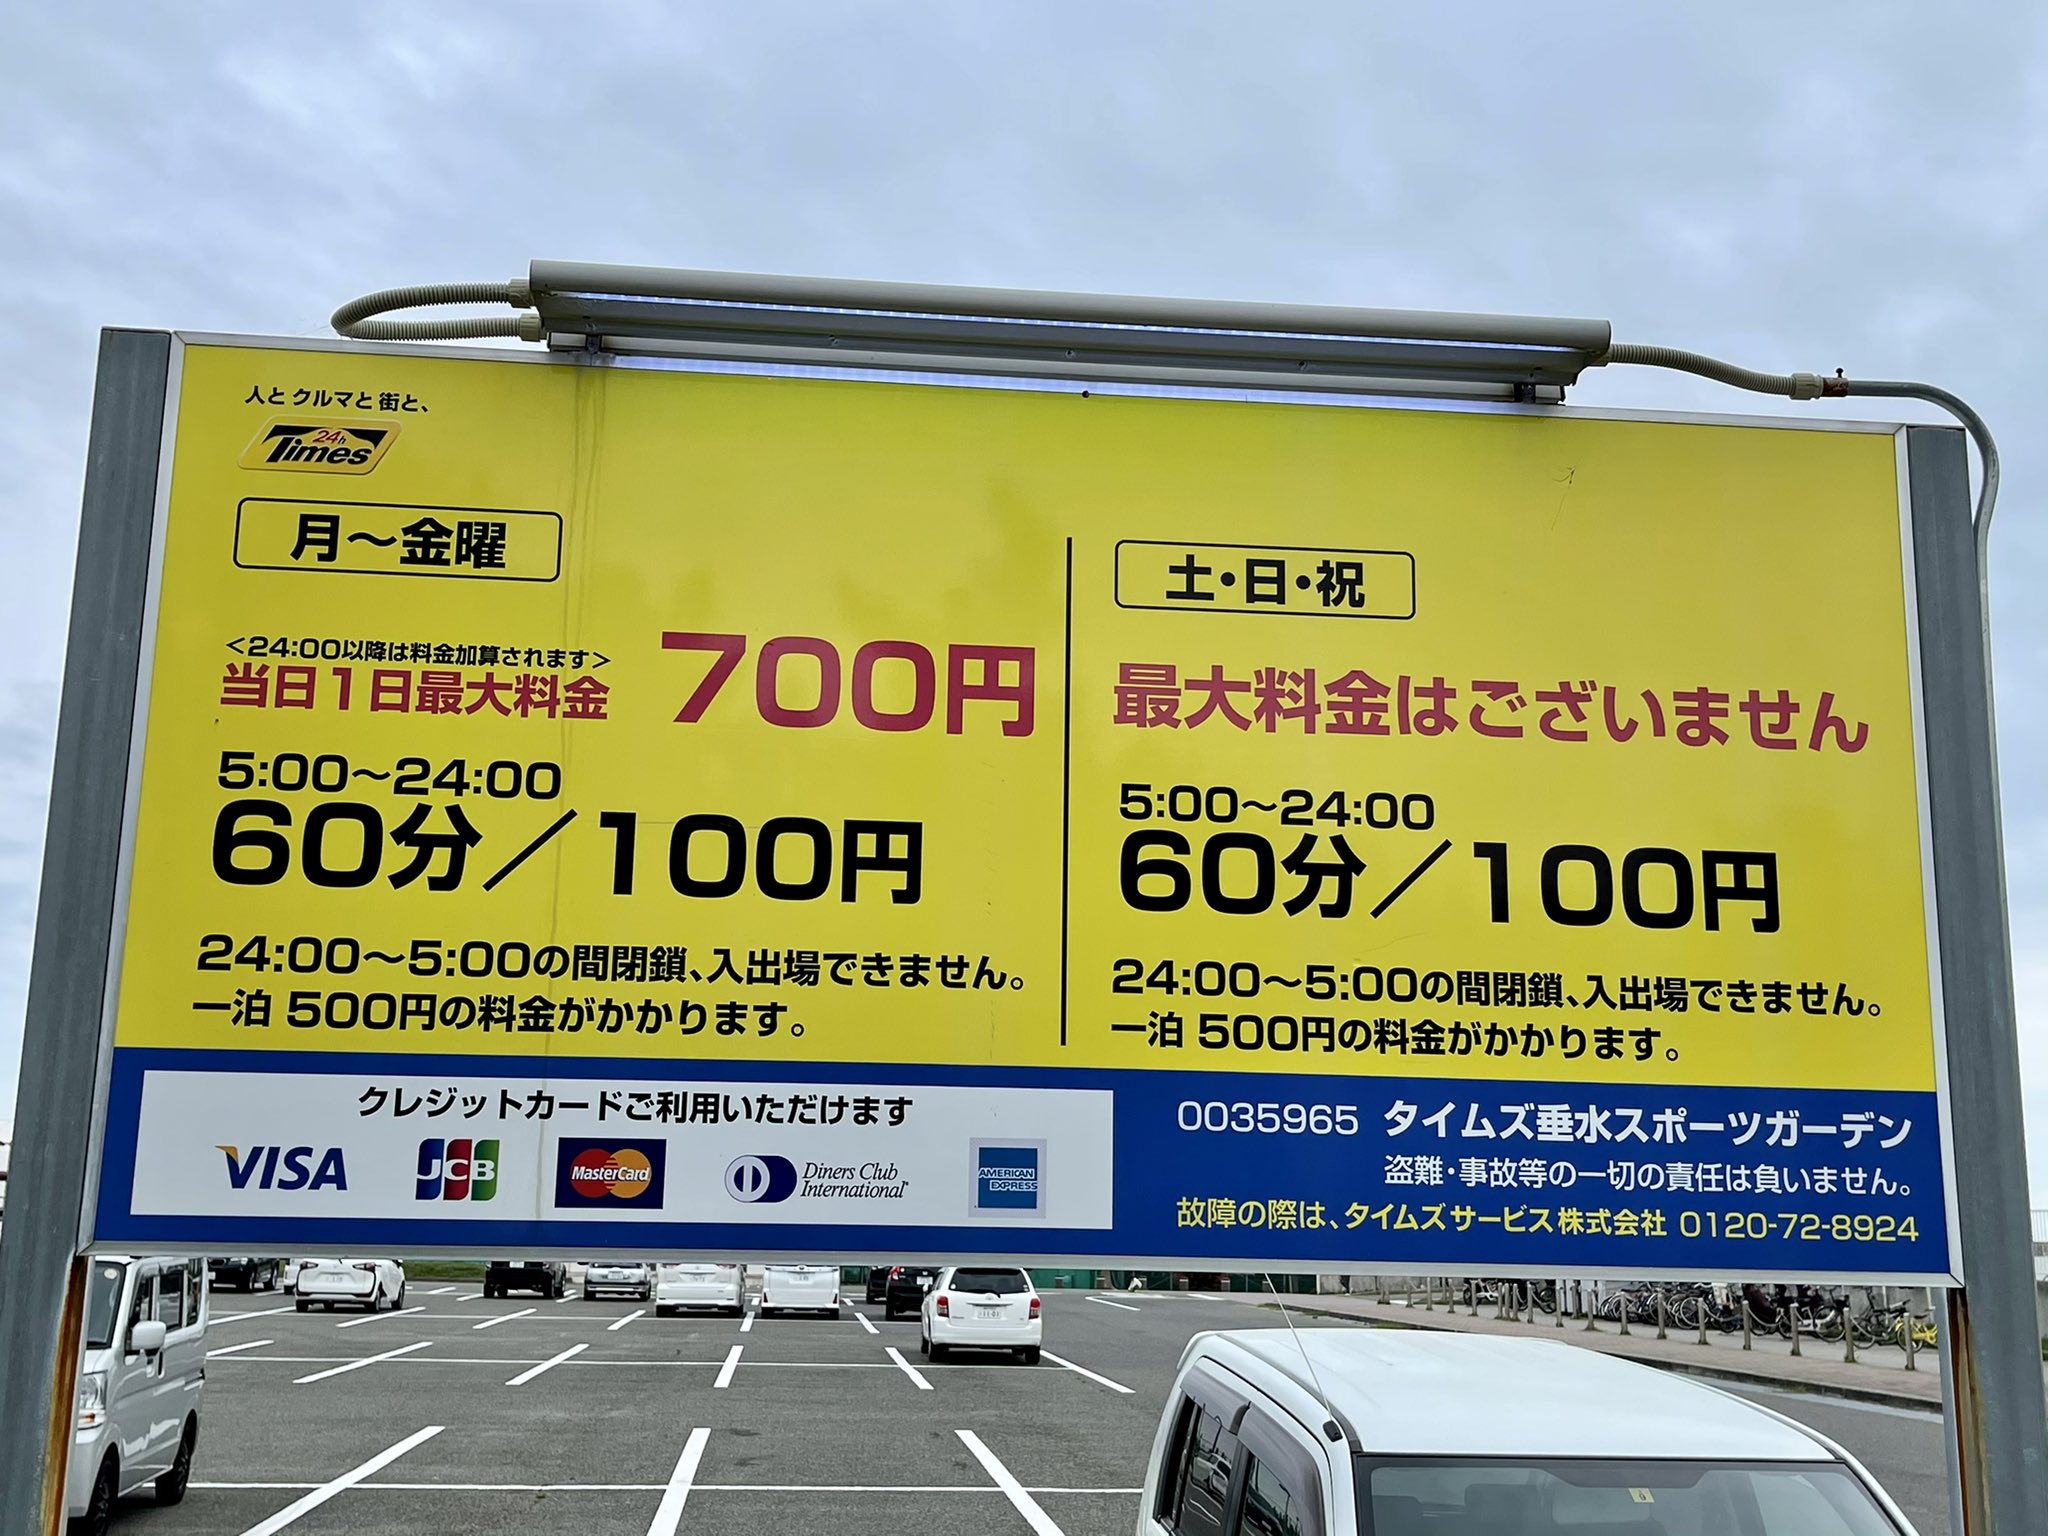 人と クルマと 街と、
24h
Times
月〜金曜
<24:00以降は料金加算されます>
当日1日最大料金 700円
5:00〜24:00
60分/100円
24:00〜5:00の間閉鎖、入出場できません。
一泊 500円の料金がかかります。
土・日・祝
最大料金はございません
5:00〜24:00
60分/100円
24:00〜5:00の間閉鎖、入出場できません。
一泊 500円の料金がかかります。
クレジットカードご利用いただけます
VISA
JCB
MasterCard
Diners Club
International
AMERICAN
EXPRESS
0035965 タイムズ垂水スポーツガーデン
盗難・事故等の一切の責任は負いません。
故障の際は、タイムズサービス株式会社 0120-72-8924